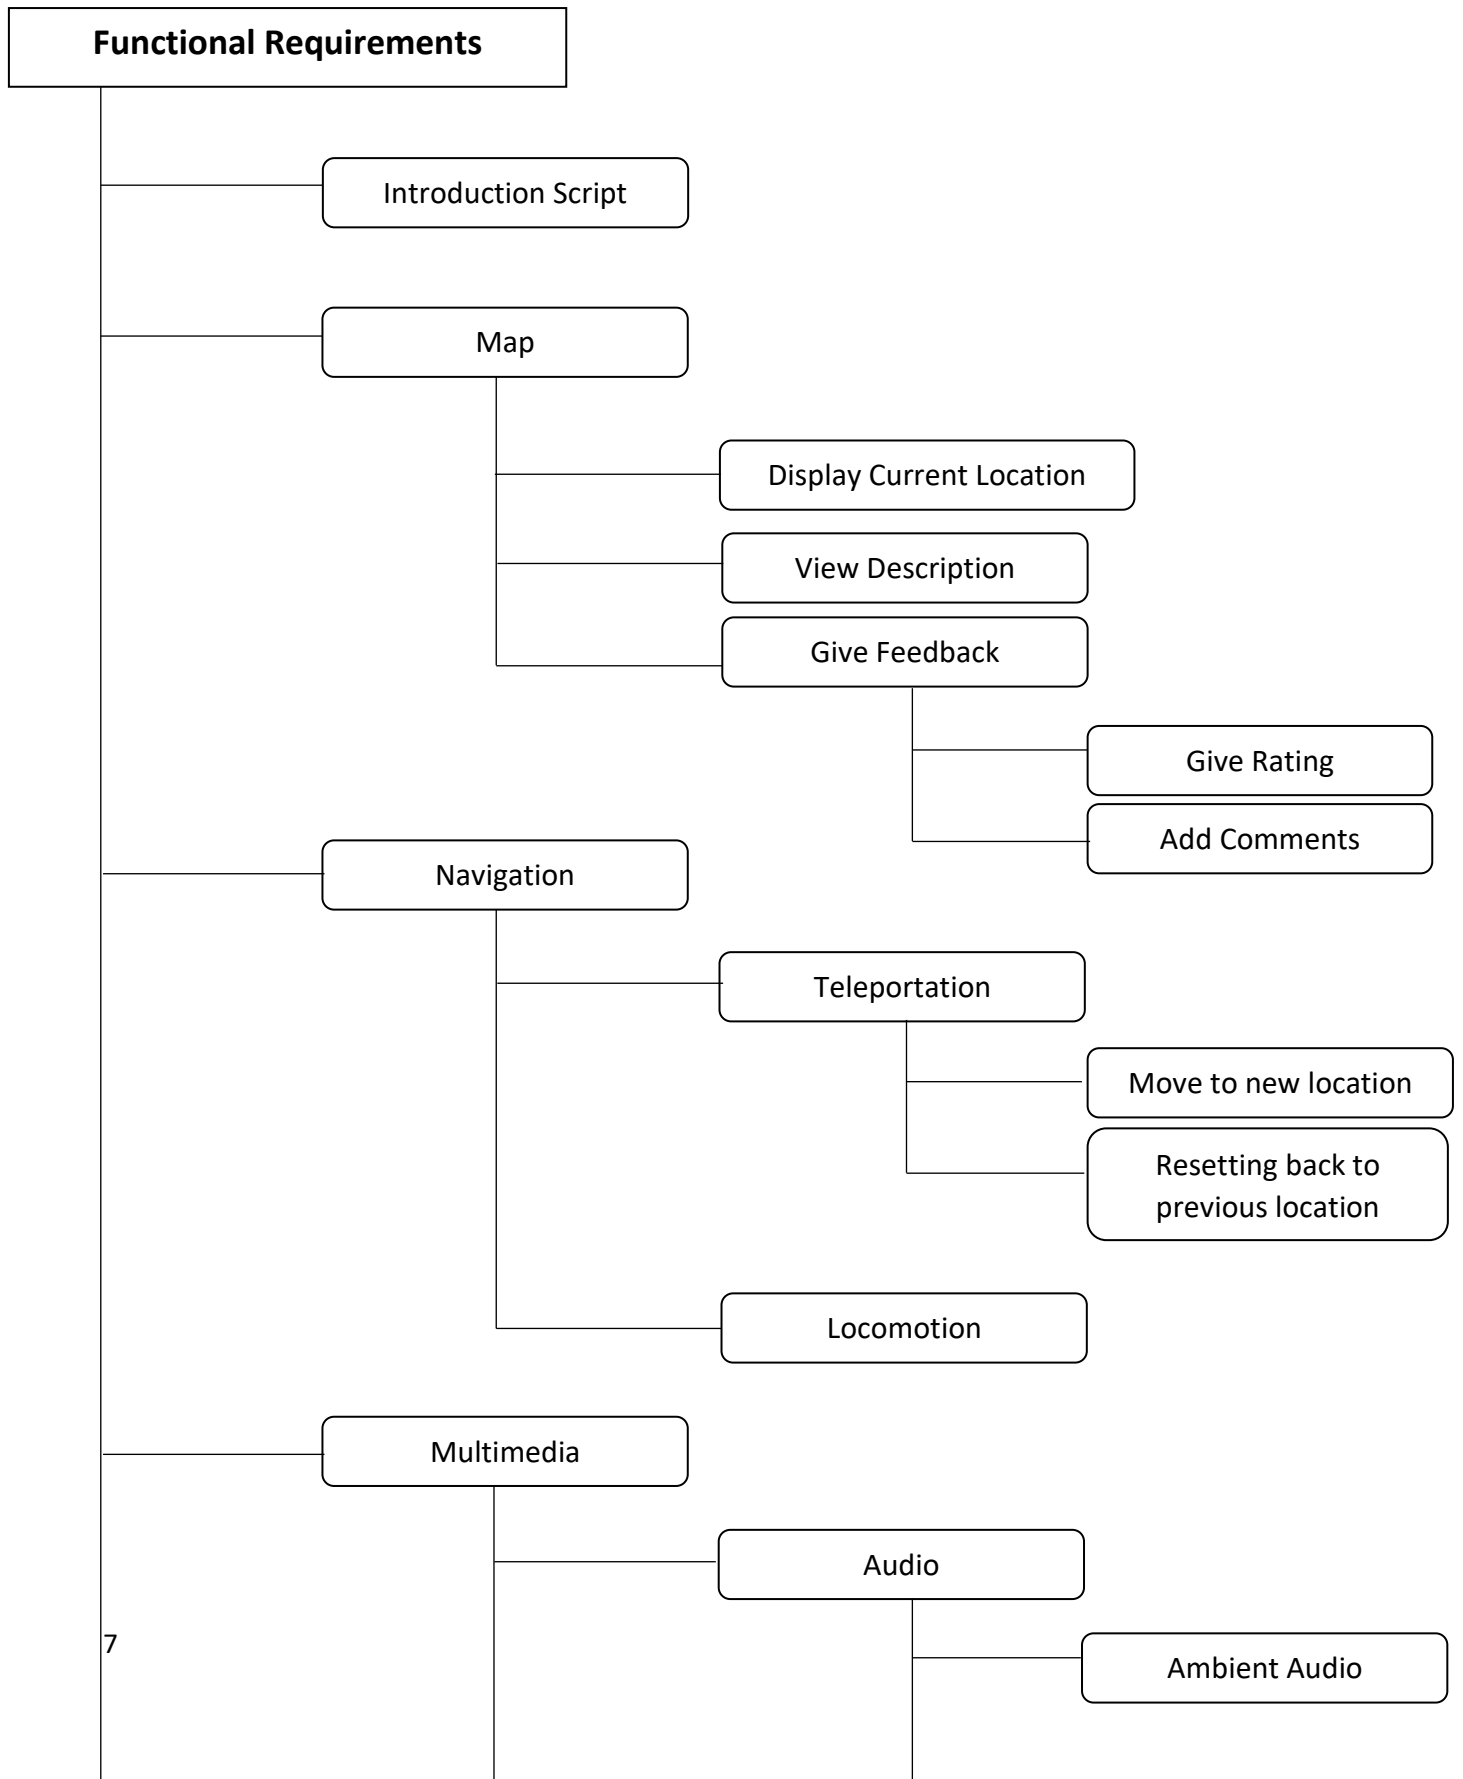 Functional Requirements
Introduction Script
Map
Display Current Location
View Description
Give Feedback
Give Rating
Add Comments
Navigation
Teleportation
Move to new location
Resetting back to
previous location
Locomotion
Multimedia
Audio
7
Ambient Audio